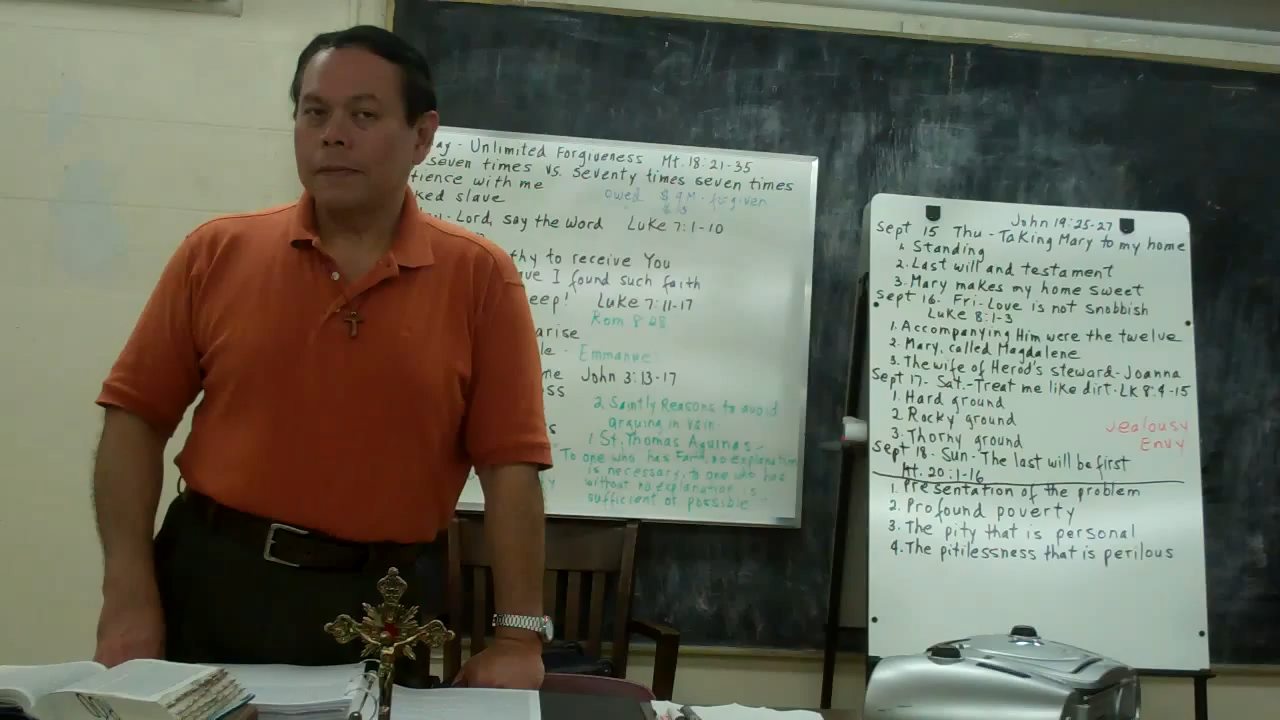 ay - Unlimited Forgiveness Mt. 18:21-35
seven times vs. seventy times seven times
tience with me
owed $9M - forgiven
ked slave
Lord, say the word Luke 7:1-10
thy to receive You
ave I found such faith
eep! Luke 7:11-17
Rom 8:28
arise
le - Emmanuel
me John 3:13-17
ss
2 Saintly Reasons to avoid
arguing in vain
s
1 St. Thomas Aquinas -
"To one who has Faith, no explanation
is necessary, to one who has
without no explanation is
y
sufficient or possible"
John 19:25-27
Sept 15 Thu - Taking Mary to my home
1. Standing
2. Last will and testament
3. Mary makes my home sweet
Sept 16- Fri- Love is not snobbish
Luke 8:1-3
1. Accompanying Him were the twelve
2. Mary, called Magdalene
3. The wife of Herod's steward- Joanna
Sept 17- Sat.- Treat me like dirt- LK 8:4-15
1. Hard ground
2. Rocky ground
3. Thorny ground
Jealousy
Envy
Sept 18- Sun- The last will be first
Mt. 20:1-16
1. Presentation of the problem
2. Profound poverty
3. The pity that is personal
4. The pitilessness that is perilous